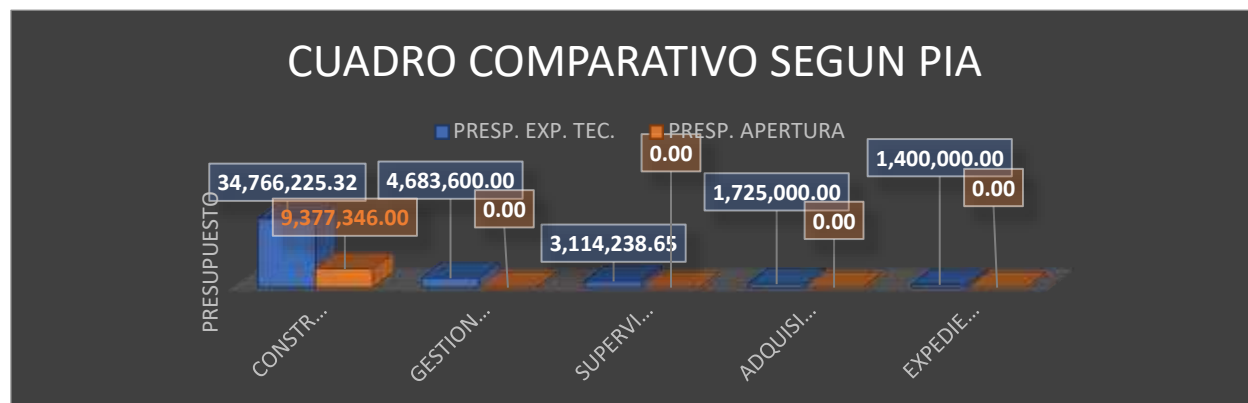 CUADRO COMPARATIVO SEGUN PIA
PRESP. EXP. TEC. PRESP. APERTURA
PRESUPUESTO
34,766,225.32
9,377,346.00
4,683,600.00
0.00
3,114,238.65
0.00
1,725,000.00
0.00
1,400,000.00
0.00
CONSTR...
GESTION...
SUPERVI...
ADQUISI...
EXPEDIE...